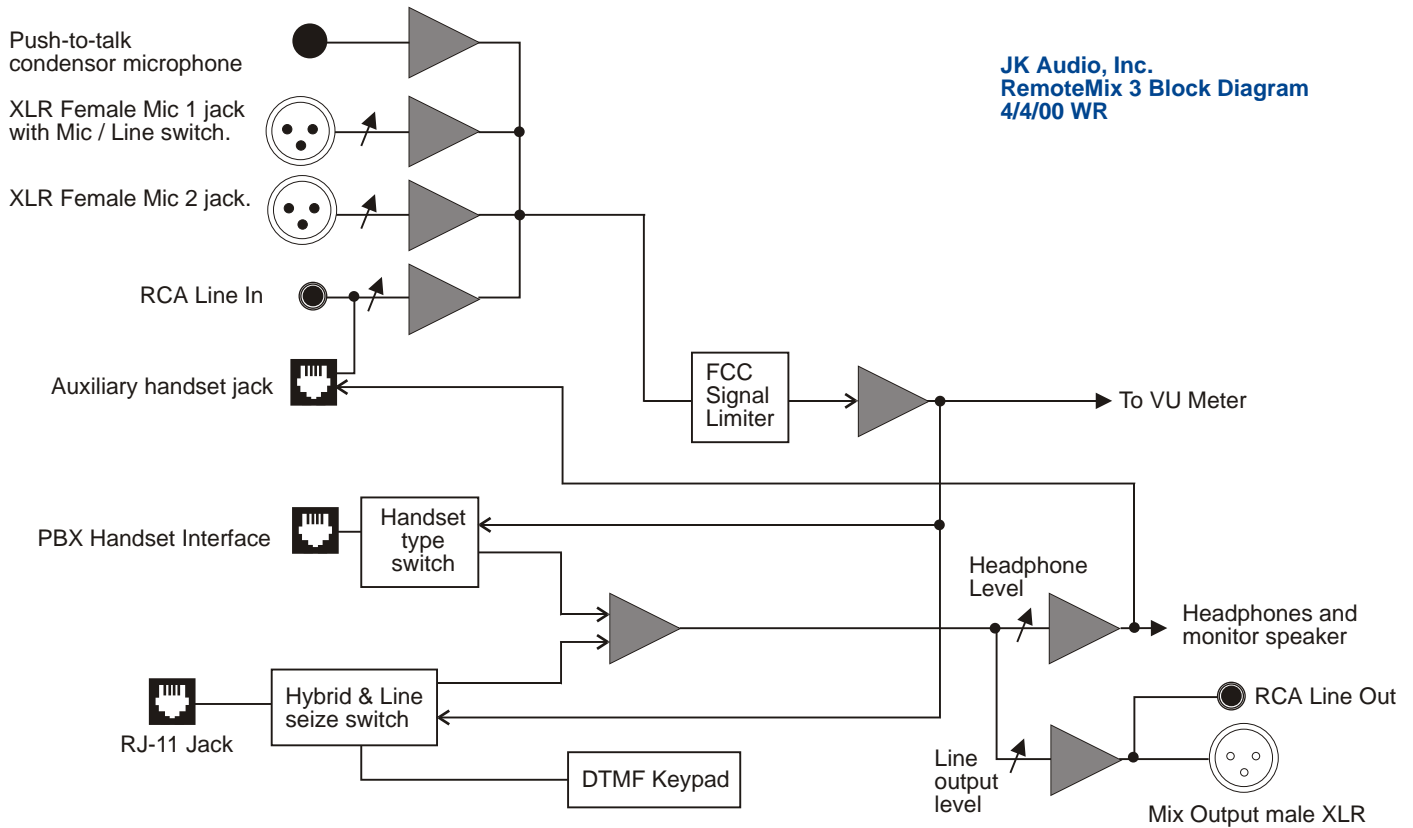 Push-to-talk
condensor microphone
JK Audio, Inc.
RemoteMix 3 Block Diagram
4/4/00 WR
XLR Female Mic 1 jack
with Mic / Line switch.
XLR Female Mic 2 jack.
RCA Line In
Auxiliary handset jack
FCC
Signal
Limiter
To VU Meter
PBX Handset Interface
Handset
type
switch
Headphone
Level
Headphones and
monitor speaker
Hybrid & Line
seize switch
RJ-11 Jack
RCA Line Out
DTMF Keypad
Line
output
level
Mix Output male XLR